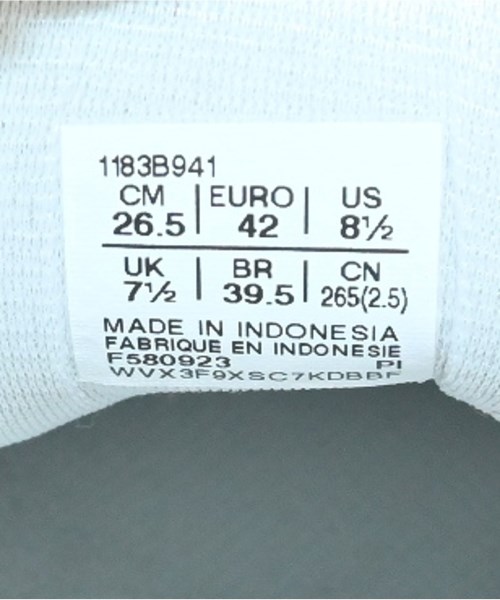 1183B941
CM EURO US
26.5 42 8½
UK BR CN
7½ 39.5 265(2.5)
MADE IN INDONESIA
FABRIQUE EN INDONESIE
F580923 PI
WVX3F9XSC7KDBBF